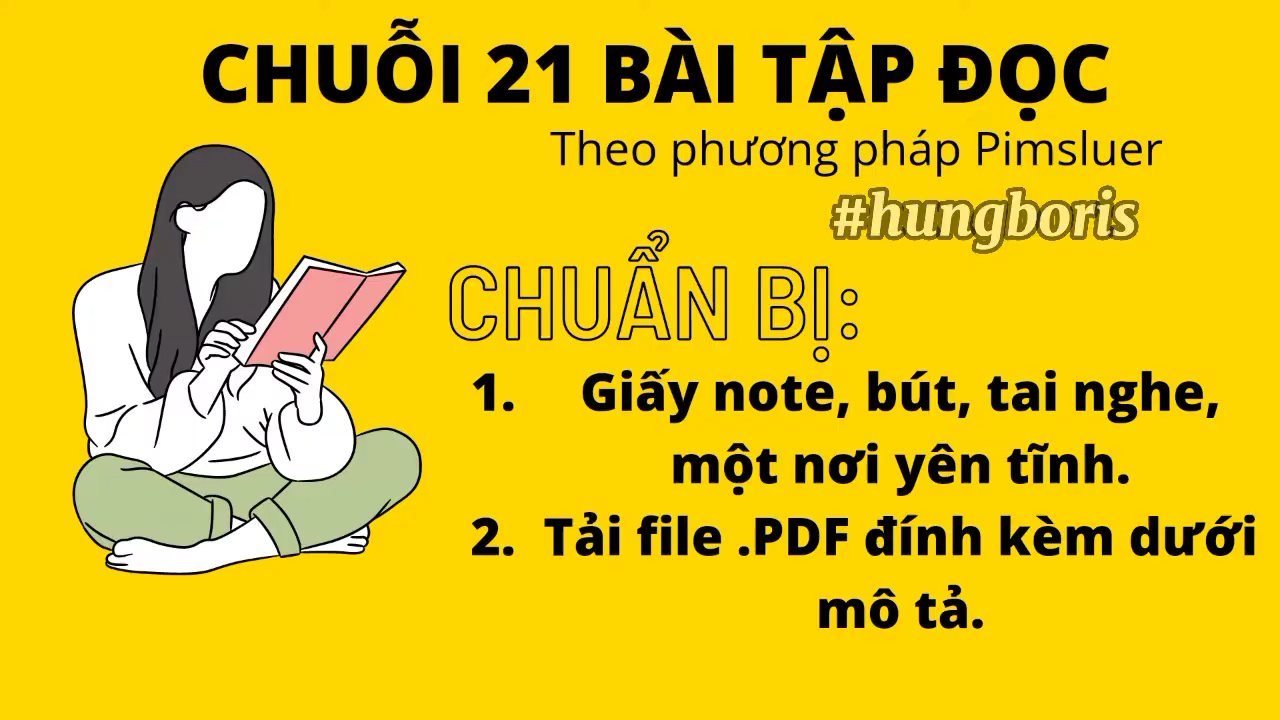 CHUỖI 21 BÀI TẬP ĐỌC
Theo phương pháp Pimsluer
#hungboris
CHUẨN BỊ:
1. Giấy note, bút, tai nghe,
một nơi yên tĩnh.
2. Tải file .PDF đính kèm dưới
mô tả.